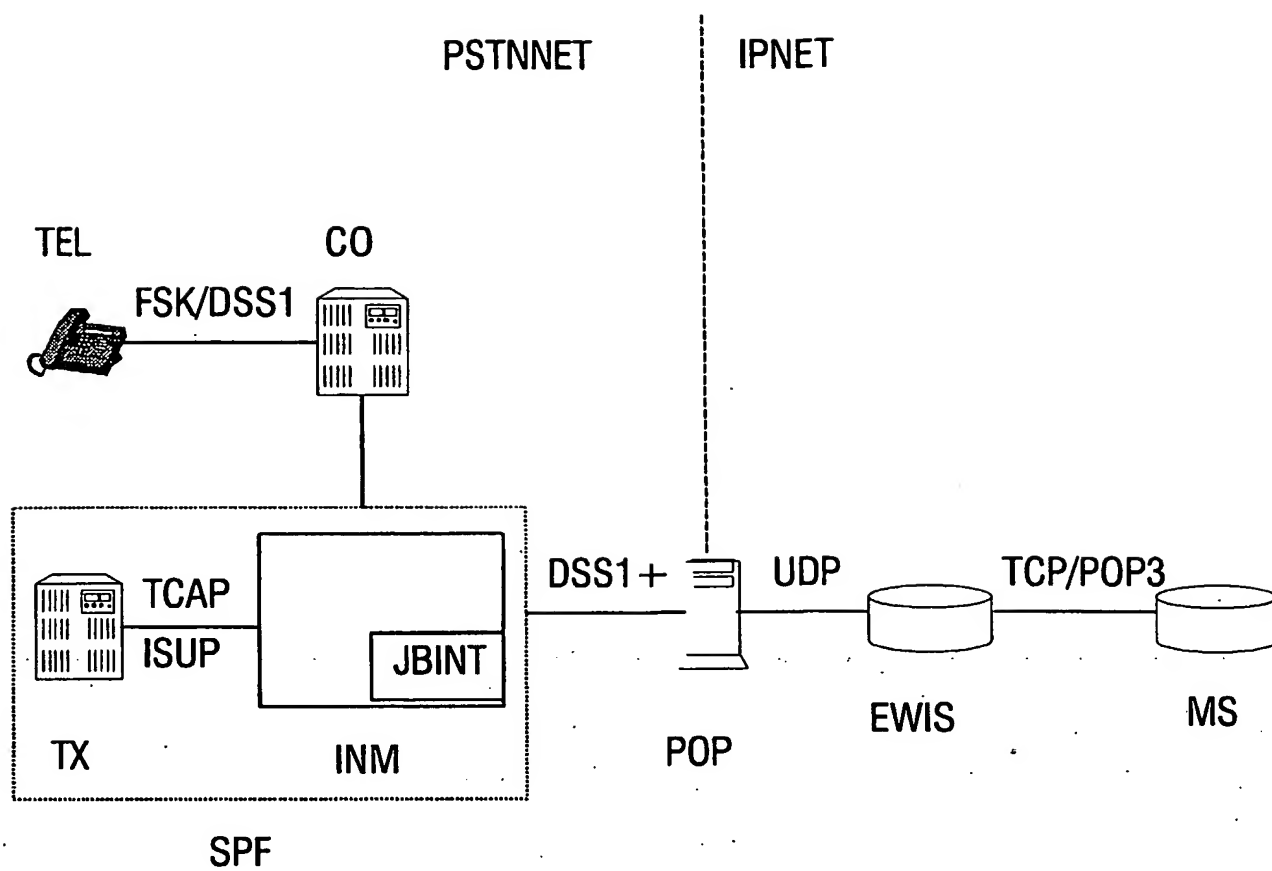 PSTNNET
IPNET
TEL
CO
FSK/DSS1
TCAP
ISUP
JBINT
DSS1+
UDP
TCP/POP3
TX
INM
POP
EWIS
MS
SPF